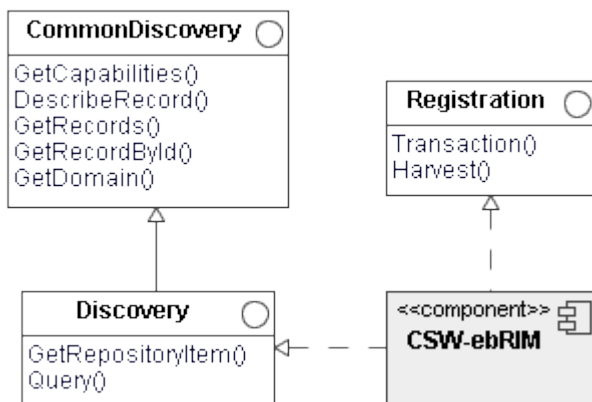 CommonDiscovery
GetCapabilities()
DescribeRecord()
GetRecords()
GetRecordById()
GetDomain()
Registration
Transaction()
Harvest()
Discovery
GetRepositoryItem()
Query()
<<component>>
CSW-ebRIM